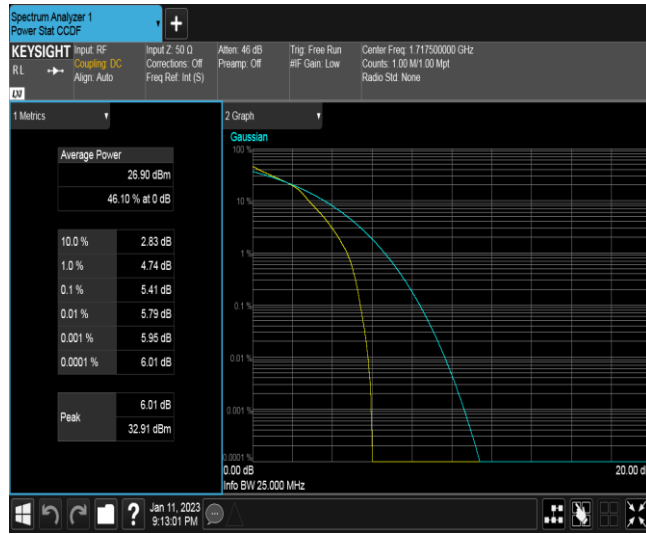 Spectrum Analyzer 1
Power Stat CCDF
+
KEYSIGHT
RL
LXI
Input: RF
Coupling: DC
Align: Auto
Input Z: 50 Ω
Corrections: Off
Freq Ref: Int (S)
Atten: 46 dB
Preamp: Off
Trig: Free Run
#IF Gain: Low
Center Freq: 1.717500000 GHz
Counts: 1.00 M/1.00 Mpt
Radio Std: None
1 Metrics
Average Power
26.90 dBm
46.10 % at 0 dB
10.0 % 2.83 dB
1.0 % 4.74 dB
0.1 % 5.41 dB
0.01 % 5.79 dB
0.001 % 5.95 dB
0.0001 % 6.01 dB
Peak
6.01 dB
32.91 dBm
2 Graph
Gaussian
100 %
10 %
1 %
0.1 %
0.01 %
0.001 %
0.0001 %
0.00 dB
20.00 d
Info BW 25.000 MHz
?
Jan 11, 2023
9:13:01 PM